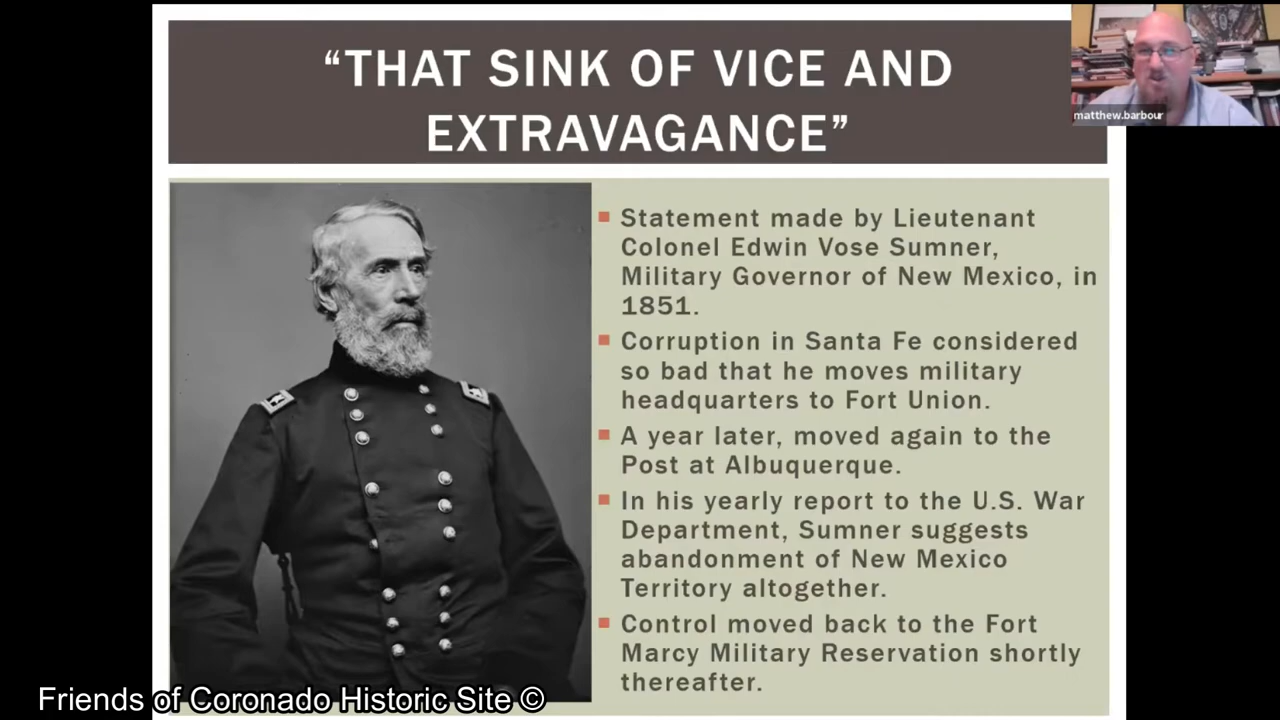 “THAT SINK OF VICE AND
EXTRAVAGANCE”
matthew.barbour
Statement made by Lieutenant
Colonel Edwin Vose Sumner,
Military Governor of New Mexico, in
1851.
Corruption in Santa Fe considered
so bad that he moves military
headquarters to Fort Union.
A year later, moved again to the
Post at Albuquerque.
In his yearly report to the U.S. War
Department, Sumner suggests
abandonment of New Mexico
Territory altogether.
Control moved back to the Fort
Marcy Military Reservation shortly
thereafter.
Friends of Coronado Historic Site ©